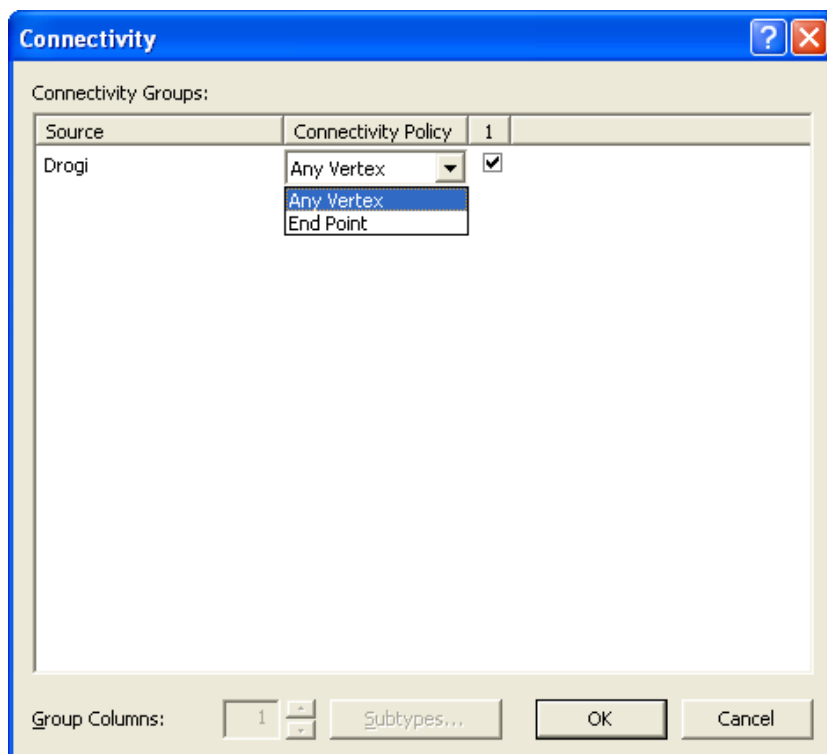 Connectivity
Connectivity Groups:
Source Connectivity Policy 1
Drogi Any Vertex
Any Vertex
End Point
Group Columns: 1 Subtypes... OK Cancel